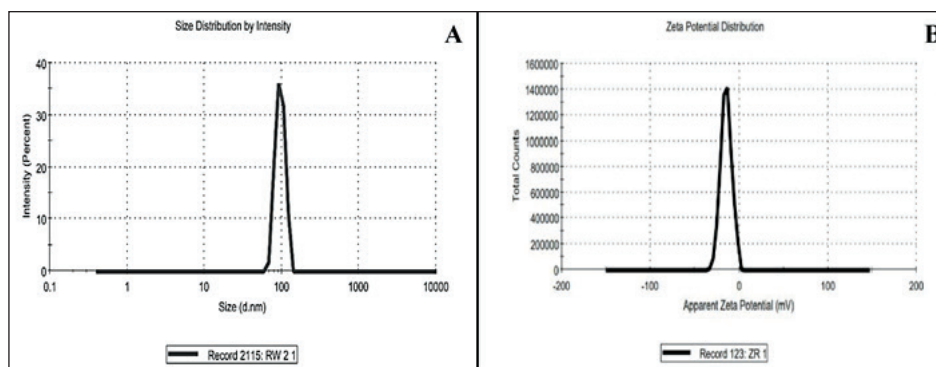 Size Distribution by Intensity
A
Intensity (Percent)
40
30
20
10
0
0.1 1 10 100 1000 10000
Size (d.nm)
Record 2115: RW 2 1
Zeta Potential Distribution
B
Total Counts
1600000
1400000
1200000
1000000
800000
600000
400000
200000
0
-200 -100 0 100 200
Apparent Zeta Potential (mV)
Record 123: ZR 1